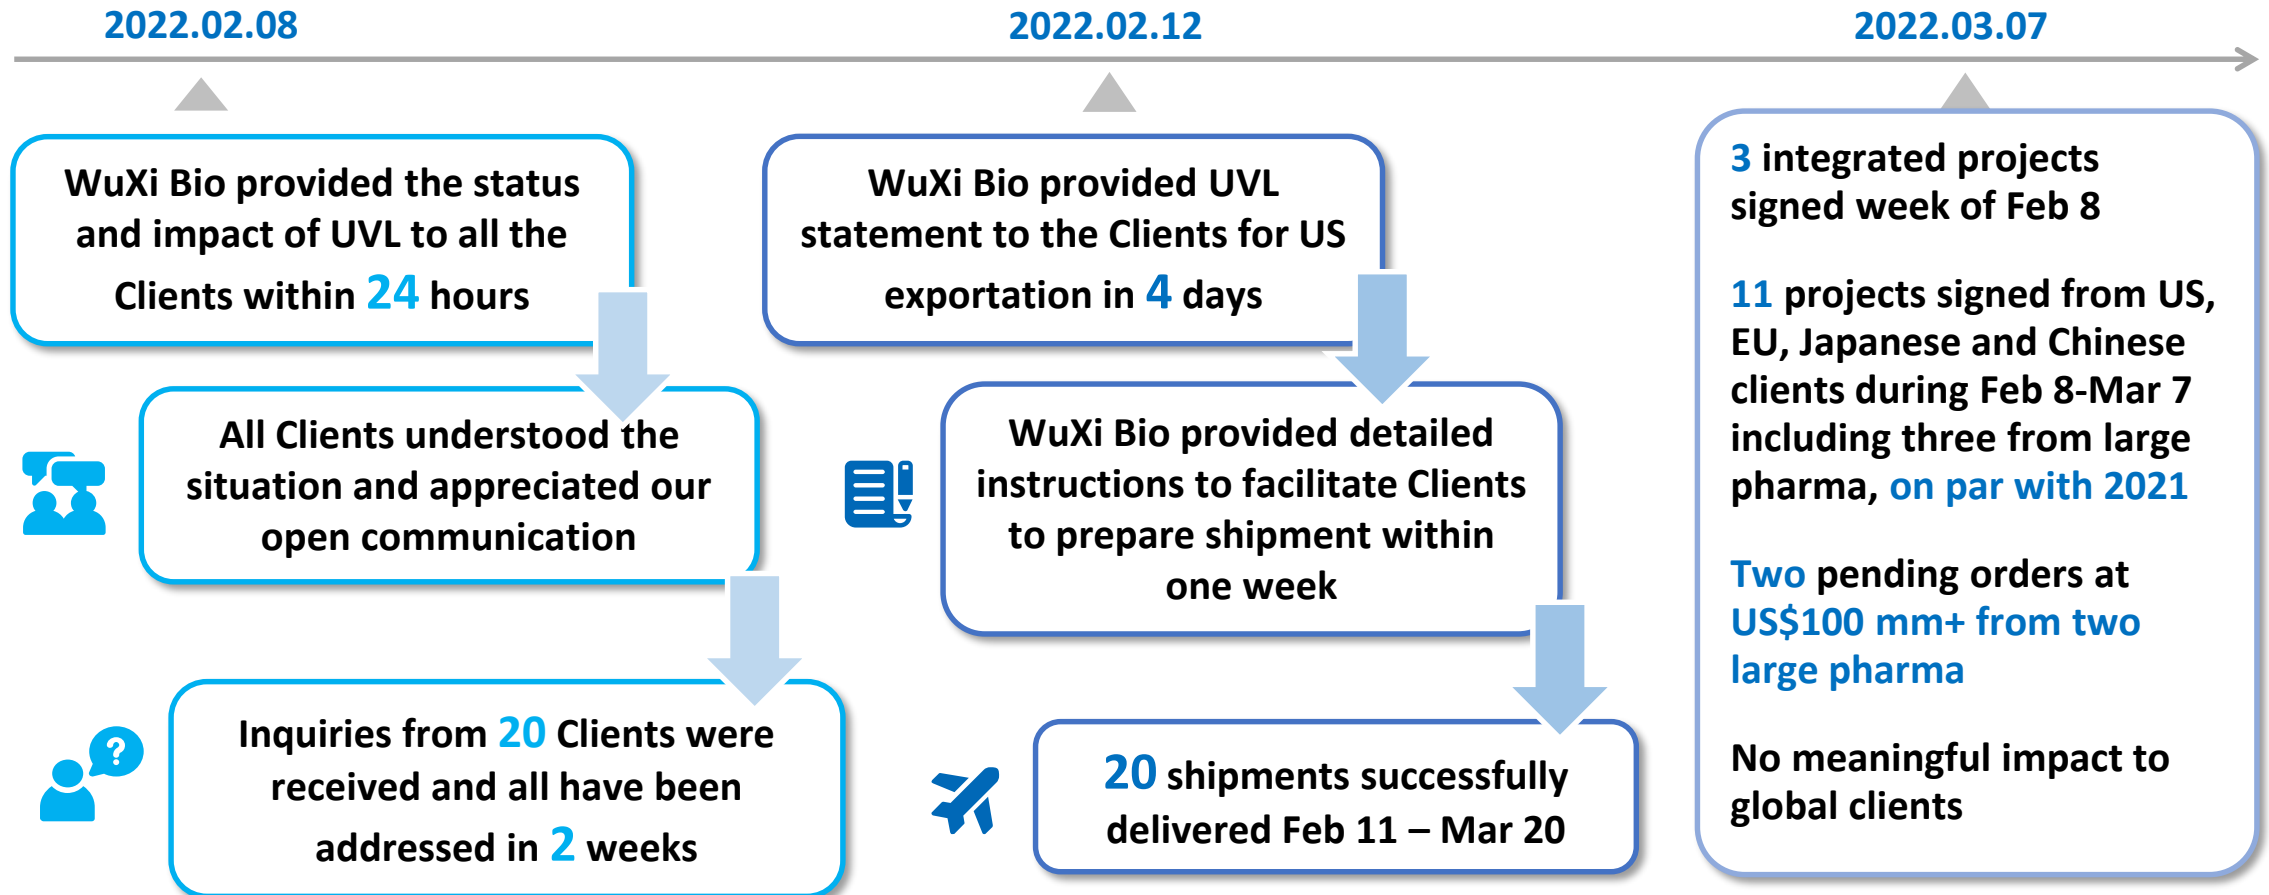 2022.02.08
WuXi Bio provided the status
and impact of UVL to all the
Clients within 24 hours
All Clients understood the
situation and appreciated our
open communication
?
Inquiries from 20 Clients were
received and all have been
addressed in 2 weeks
2022.02.12
WuXi Bio provided UVL
statement to the Clients for US
exportation in 4 days
WuXi Bio provided detailed
instructions to facilitate Clients
to prepare shipment within
one week
20 shipments successfully
delivered Feb 11 – Mar 20
2022.03.07
3 integrated projects
signed week of Feb 8
11 projects signed from US,
EU, Japanese and Chinese
clients during Feb 8-Mar 7
including three from large
pharma, on par with 2021
Two pending orders at
US$100 mm+ from two
large pharma
No meaningful impact to
global clients